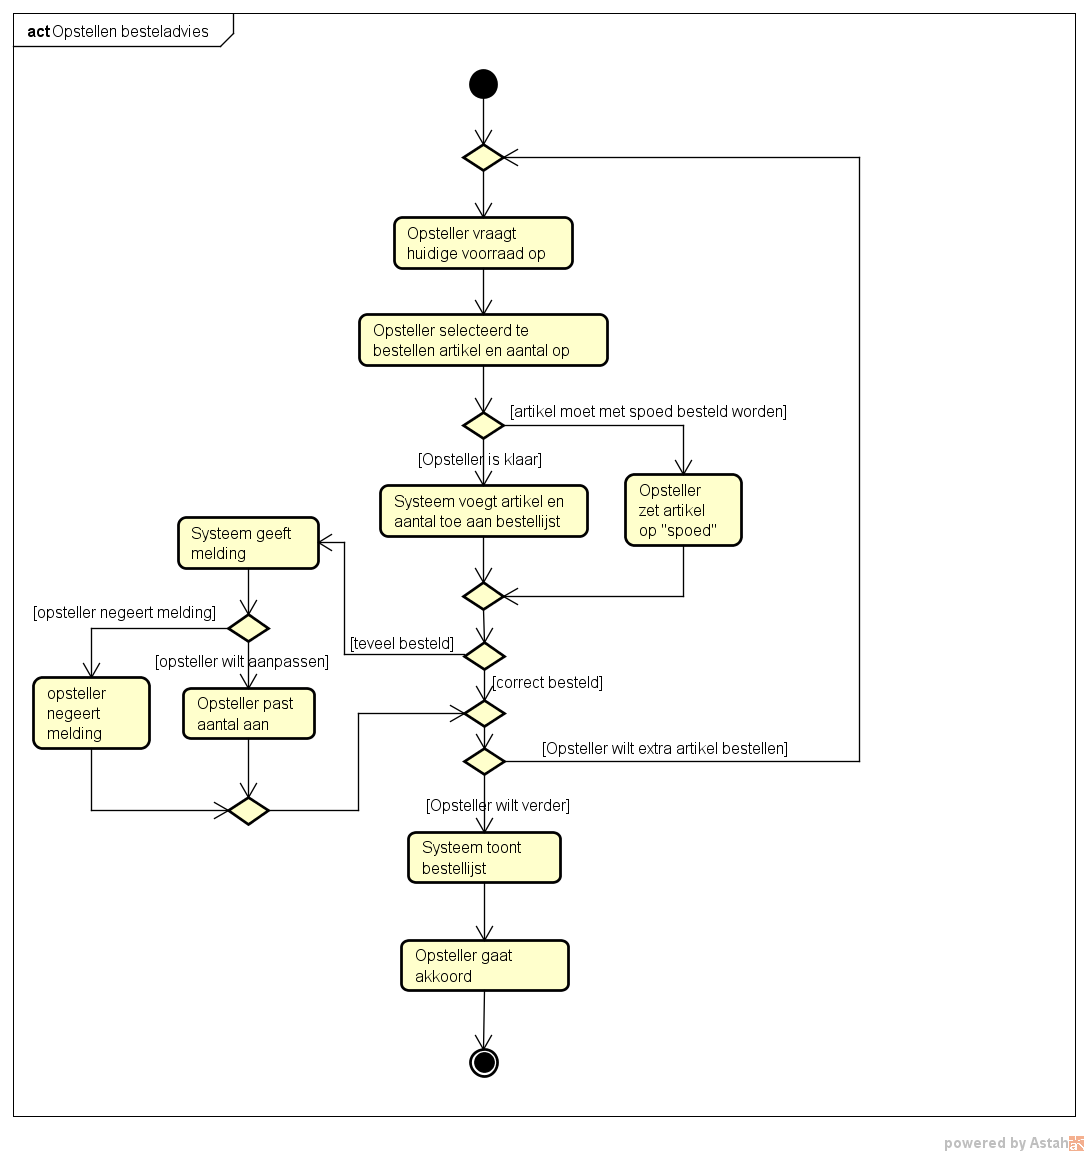 act Opstellen besteladvies
Opsteller vraagt
huidige voorraad op
Opsteller selecteerd te
bestellen artikel en aantal op
[artikel moet met spoed besteld worden]
[Opsteller is klaar]
Systeem voegt artikel en
aantal toe aan bestellijst
Opsteller
zet artikel
op "spoed"
Systeem geeft
melding
[opsteller negeert melding]
[teveel besteld]
[opsteller wilt aanpassen]
[correct besteld]
opsteller
negeert
melding
Opsteller past
aantal aan
[Opsteller wilt extra artikel bestellen]
[Opsteller wilt verder]
Systeem toont
bestellijst
Opsteller gaat
akkoord
powered by Astah